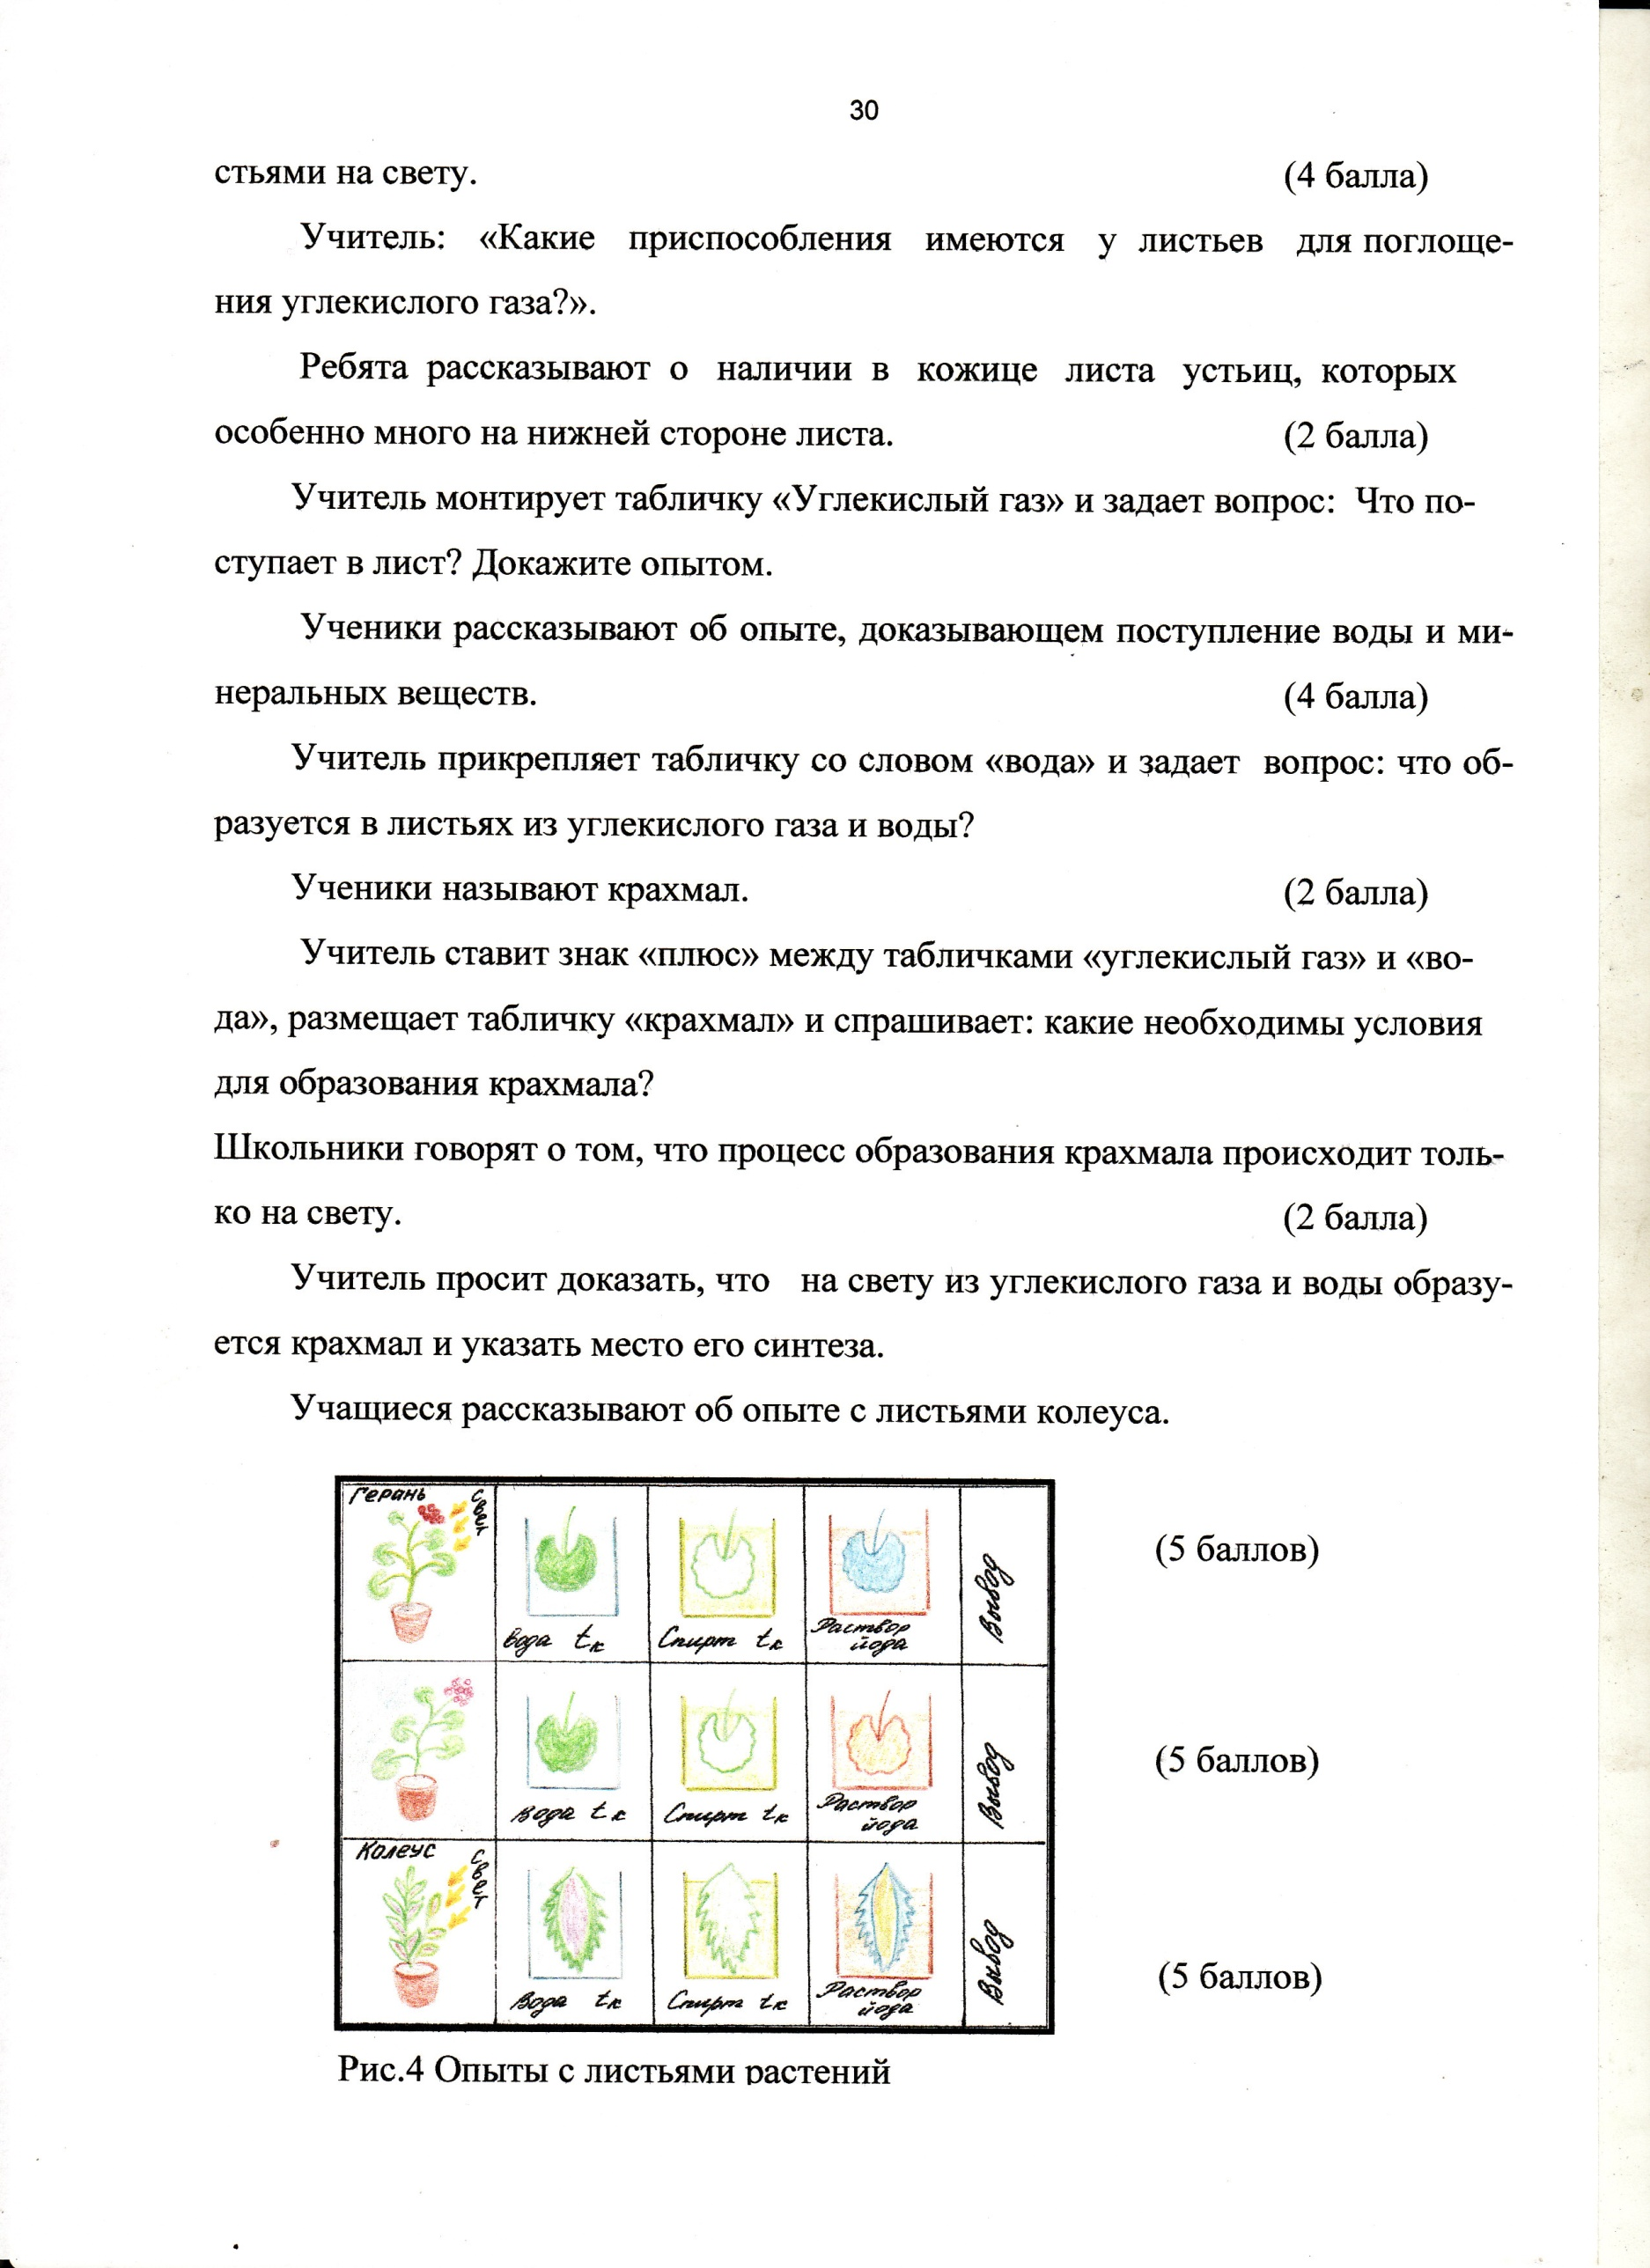 30
стьями на свету. (4 балла)
Учитель: «Какие приспособления имеются у листьев для поглоще-
ния углекислого газа?».
Ребята рассказывают о наличии в кожице листа устьиц, которых
особенно много на нижней стороне листа. (2 балла)
Учитель монтирует табличку «Углекислый газ» и задает вопрос: Что по-
ступает в лист? Докажите опытом.
Ученики рассказывают об опыте, доказывающем поступление воды и ми-
неральных веществ. (4 балла)
Учитель прикрепляет табличку со словом «вода» и задает вопрос: что об-
разуется в листьях из углекислого газа и воды?
Ученики называют крахмал. (2 балла)
Учитель ставит знак «плюс» между табличками «углекислый газ» и «во-
да», размещает табличку «крахмал» и спрашивает: какие необходимы условия
для образования крахмала?
Школьники говорят о том, что процесс образования крахмала происходит толь-
ко на свету. (2 балла)
Учитель просит доказать, что на свету из углекислого газа и воды образу-
ется крахмал и указать место его синтеза.
Учащиеся рассказывают об опыте с листьями колеуса.
Герань
свет
Вода tк
Спирт tк
Раствор
йода
Вывод
(5 баллов)
Вода tк
Спирт tк
Раствор
йода
Вывод
(5 баллов)
Колеус
свет
Вода tк
Спирт tк
Раствор
йода
Вывод
(5 баллов)
Рис.4 Опыты с листьями растений